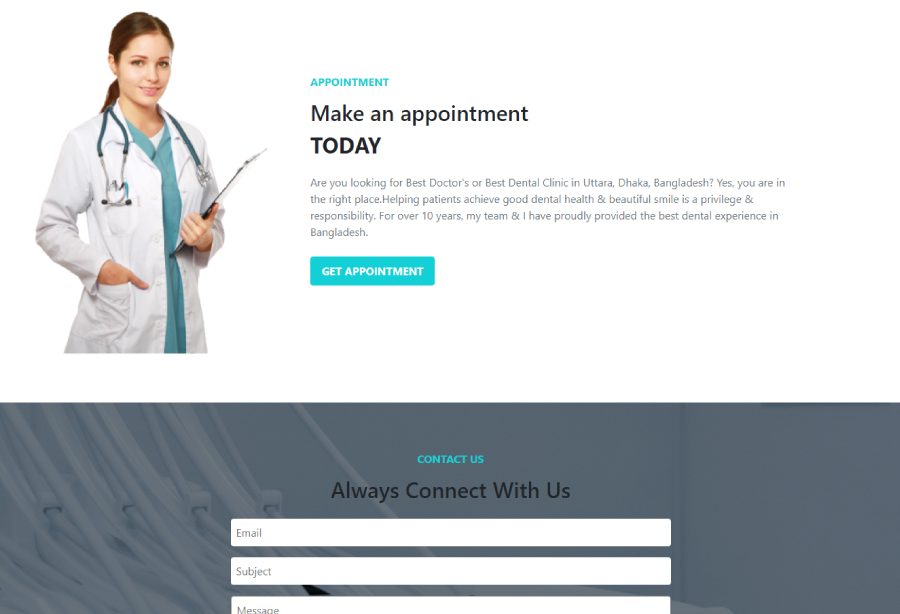 APPOINTMENT
Make an appointment
TODAY
Are you looking for Best Doctor's or Best Dental Clinic in Uttara, Dhaka, Bangladesh? Yes, you are in
the right place.Helping patients achieve good dental health & beautiful smile is a privilege &
responsibility. For over 10 years, my team & I have proudly provided the best dental experience in
Bangladesh.
GET APPOINTMENT
CONTACT US
Always Connect With Us
Email
Subject
Message